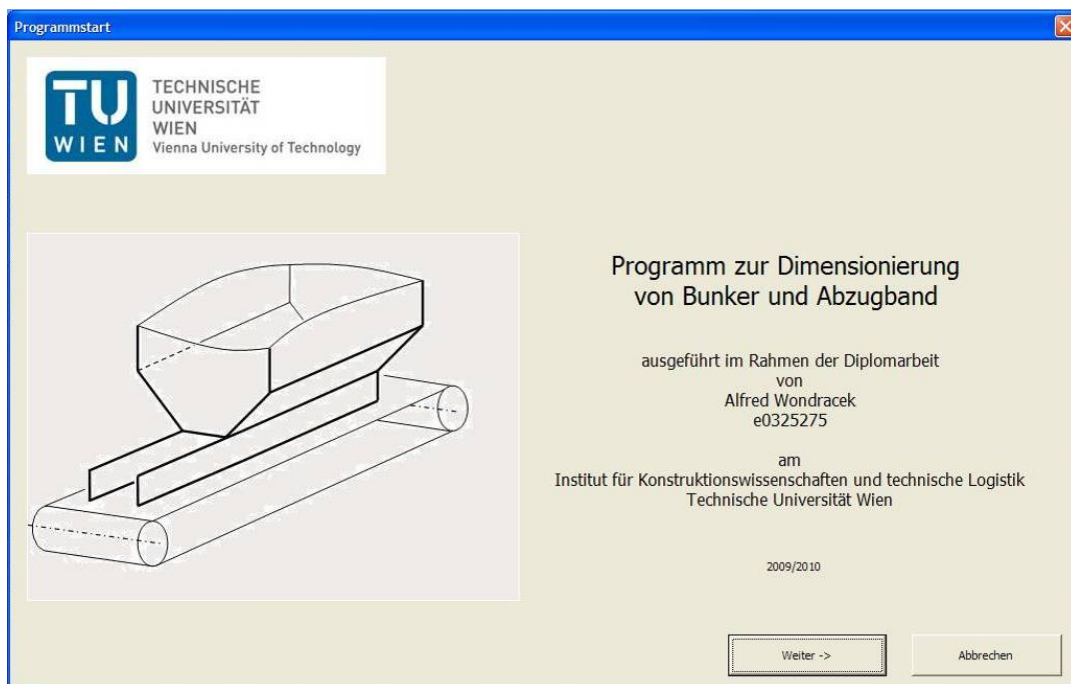 Programmstart
TU
WIEN
TECHNISCHE
UNIVERSITÄT
WIEN
Vienna University of Technology
Programm zur Dimensionierung
von Bunker und Abzugband
ausgeführt im Rahmen der Diplomarbeit
von
Alfred Wondracek
e0325275
am
Institut für Konstruktionswissenschaften und technische Logistik
Technische Universität Wien
2009/2010
Weiter ->
Abbrechen